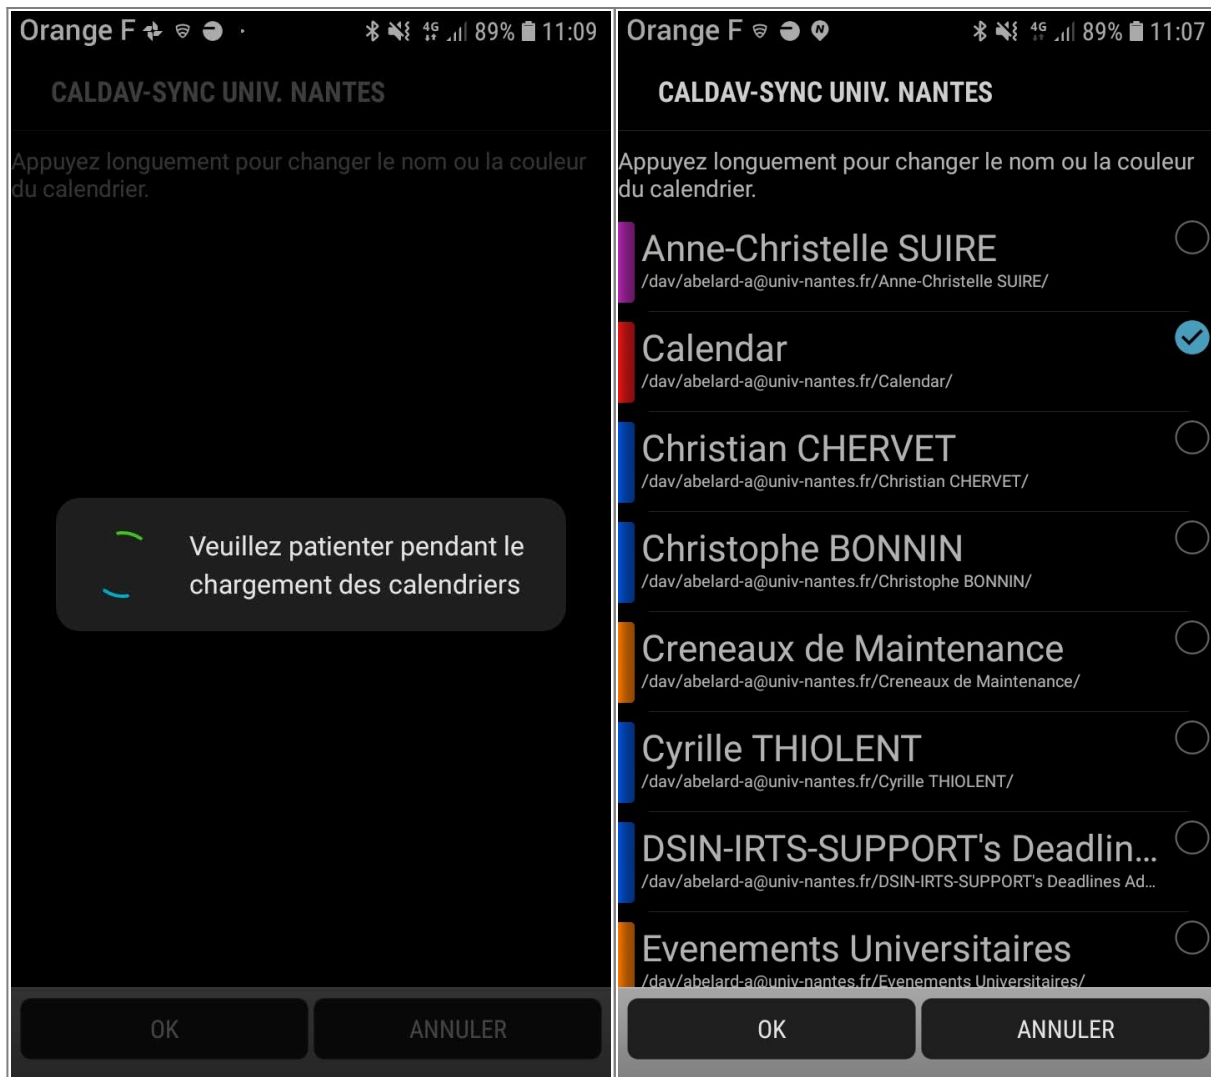 Orange F 89% 11:09
CALDAV-SYNC UNIV. NANTES
Appuyez longuement pour changer le nom ou la couleur
du calendrier.
Veuillez patienter pendant le
chargement des calendriers
OK ANNULER
Orange F N 4G 89% 11:07
CALDAV-SYNC UNIV. NANTES
Appuyez longuement pour changer le nom ou la couleur
du calendrier.
Anne-Christelle SUIRE
/dav/abelard-a@univ-nantes.fr/Anne-Christelle SUIRE/
Calendar
/dav/abelard-a@univ-nantes.fr/Calendar/
Christian CHERVET
/dav/abelard-a@univ-nantes.fr/Christian CHERVET/
Christophe BONNIN
/dav/abelard-a@univ-nantes.fr/Christophe BONNIN/
Creneaux de Maintenance
/dav/abelard-a@univ-nantes.fr/Creneaux de Maintenance/
Cyrille THIOLENT
/dav/abelard-a@univ-nantes.fr/Cyrille THIOLENT/
DSIN-IRTS-SUPPORT's Deadlin...
/dav/abelard-a@univ-nantes.fr/DSIN-IRTS-SUPPORT's Deadlines Ad...
Evenements Universitaires
/dav/abelard-a@univ-nantes.fr/Evenements Universitaires/
OK ANNULER